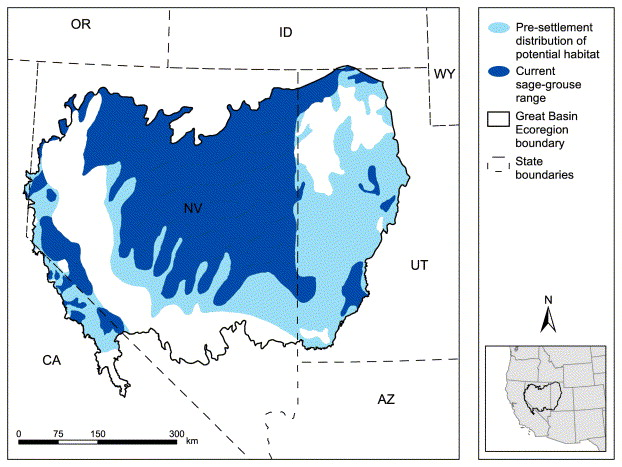 OR
ID
WY
NV
UT
CA
AZ
0 75 150 300
km
Pre-settlement
distribution of
potential habitat
Current
sage-grouse
range
Great Basin
Ecoregion
boundary
State
boundaries
N